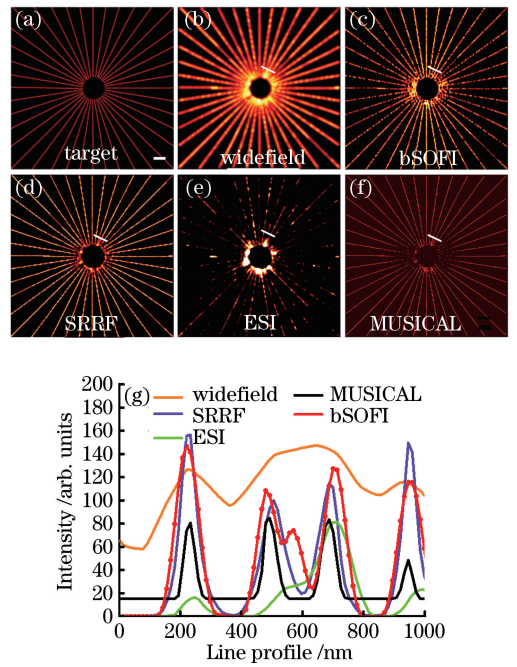 (a) (b) (c)
target widefield bSOFI
(d) (e) (f)
SRRF ESI MUSICAL
(g)
widefield MUSICAL
SRRF bSOFI
ESI
Intensity /arb. units
200
180
160
140
120
100
80
60
40
20
0
0 200 400 600 800 1000
Line profile /nm